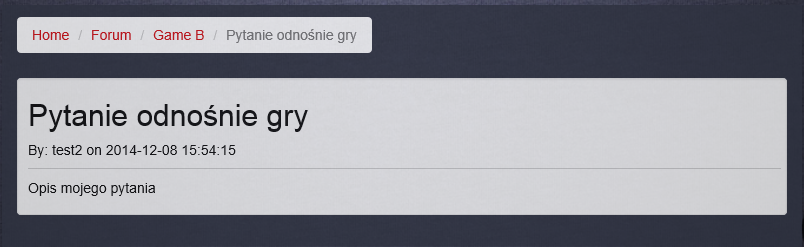 Home / Forum / Game B / Pytanie odnośnie gry
Pytanie odnośnie gry
By: test2 on 2014-12-08 15:54:15
Opis mojego pytania